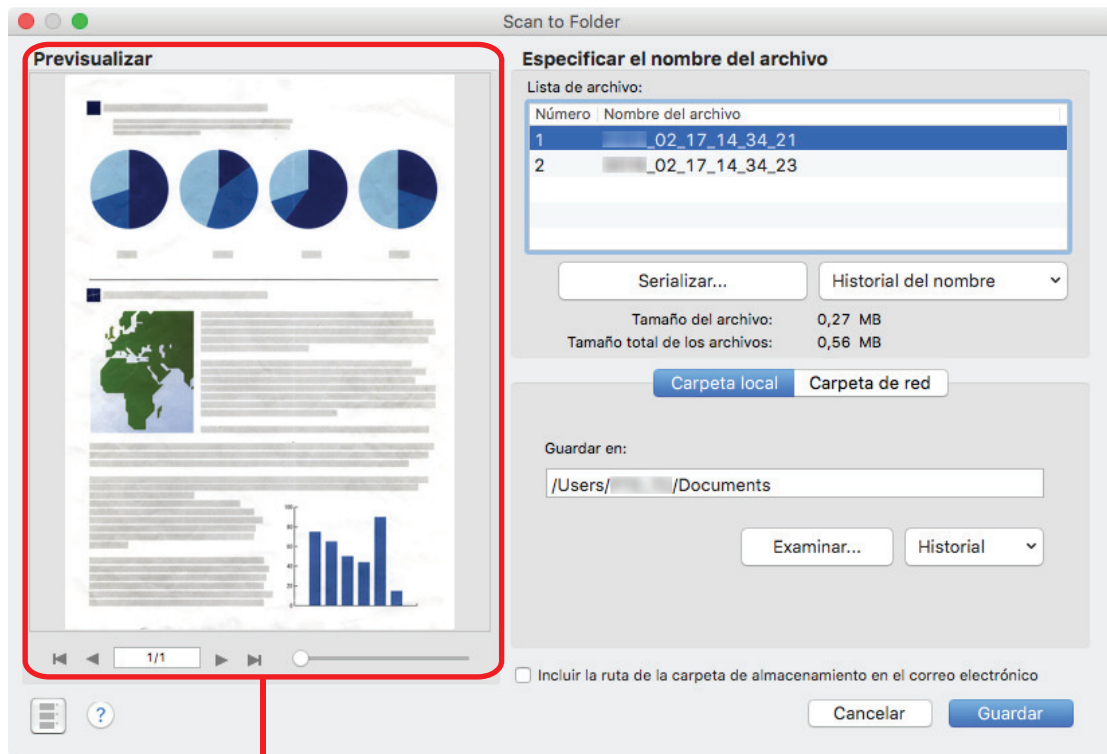 Scan to Folder
Previsualizar
1/1
Especificar el nombre del archivo
Lista de archivo:
Número Nombre del archivo
1 _02_17_14_34_21
2 _02_17_14_34_23
Serializar... Historial del nombre
Tamaño del archivo: 0,27 MB
Tamaño total de los archivos: 0,56 MB
Carpeta local Carpeta de red
Guardar en:
/Users/ /Documents
Examinar... Historial
Incluir la ruta de la carpeta de almacenamiento en el correo electrónico
? Cancelar Guardar